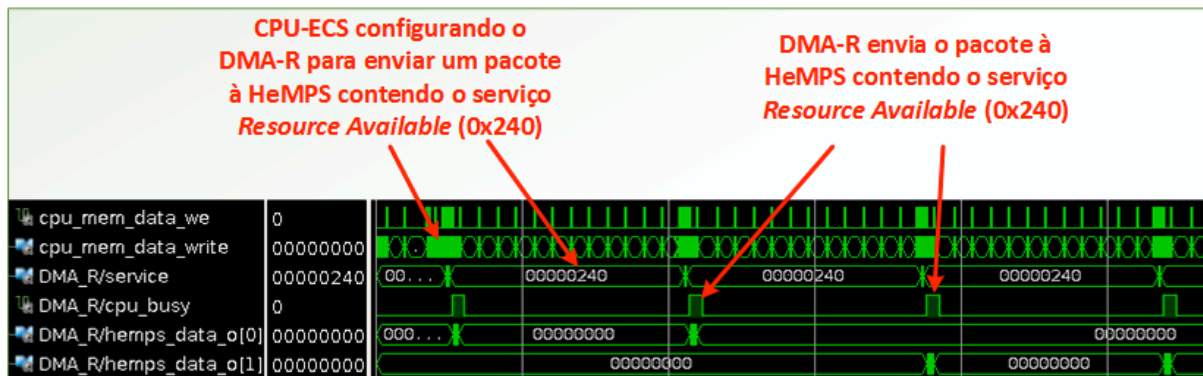 CPU-ECS configurando o
DMA-R para enviar um pacote
à HeMPS contendo o serviço
Resource Available (0x240)
DMA-R envia o pacote à
HeMPS contendo o serviço
Resource Available (0x240)
cpu_mem_data_we 0
cpu_mem_data_write 00000000
DMA_R/service 00000240 00... 00000240 00000240 00000240
DMA_R/cpu_busy 0
DMA_R/hemps_data_o[0] 00000000 000... 00000000 00000000
DMA_R/hemps_data_o[1] 00000000 00000000 00000000